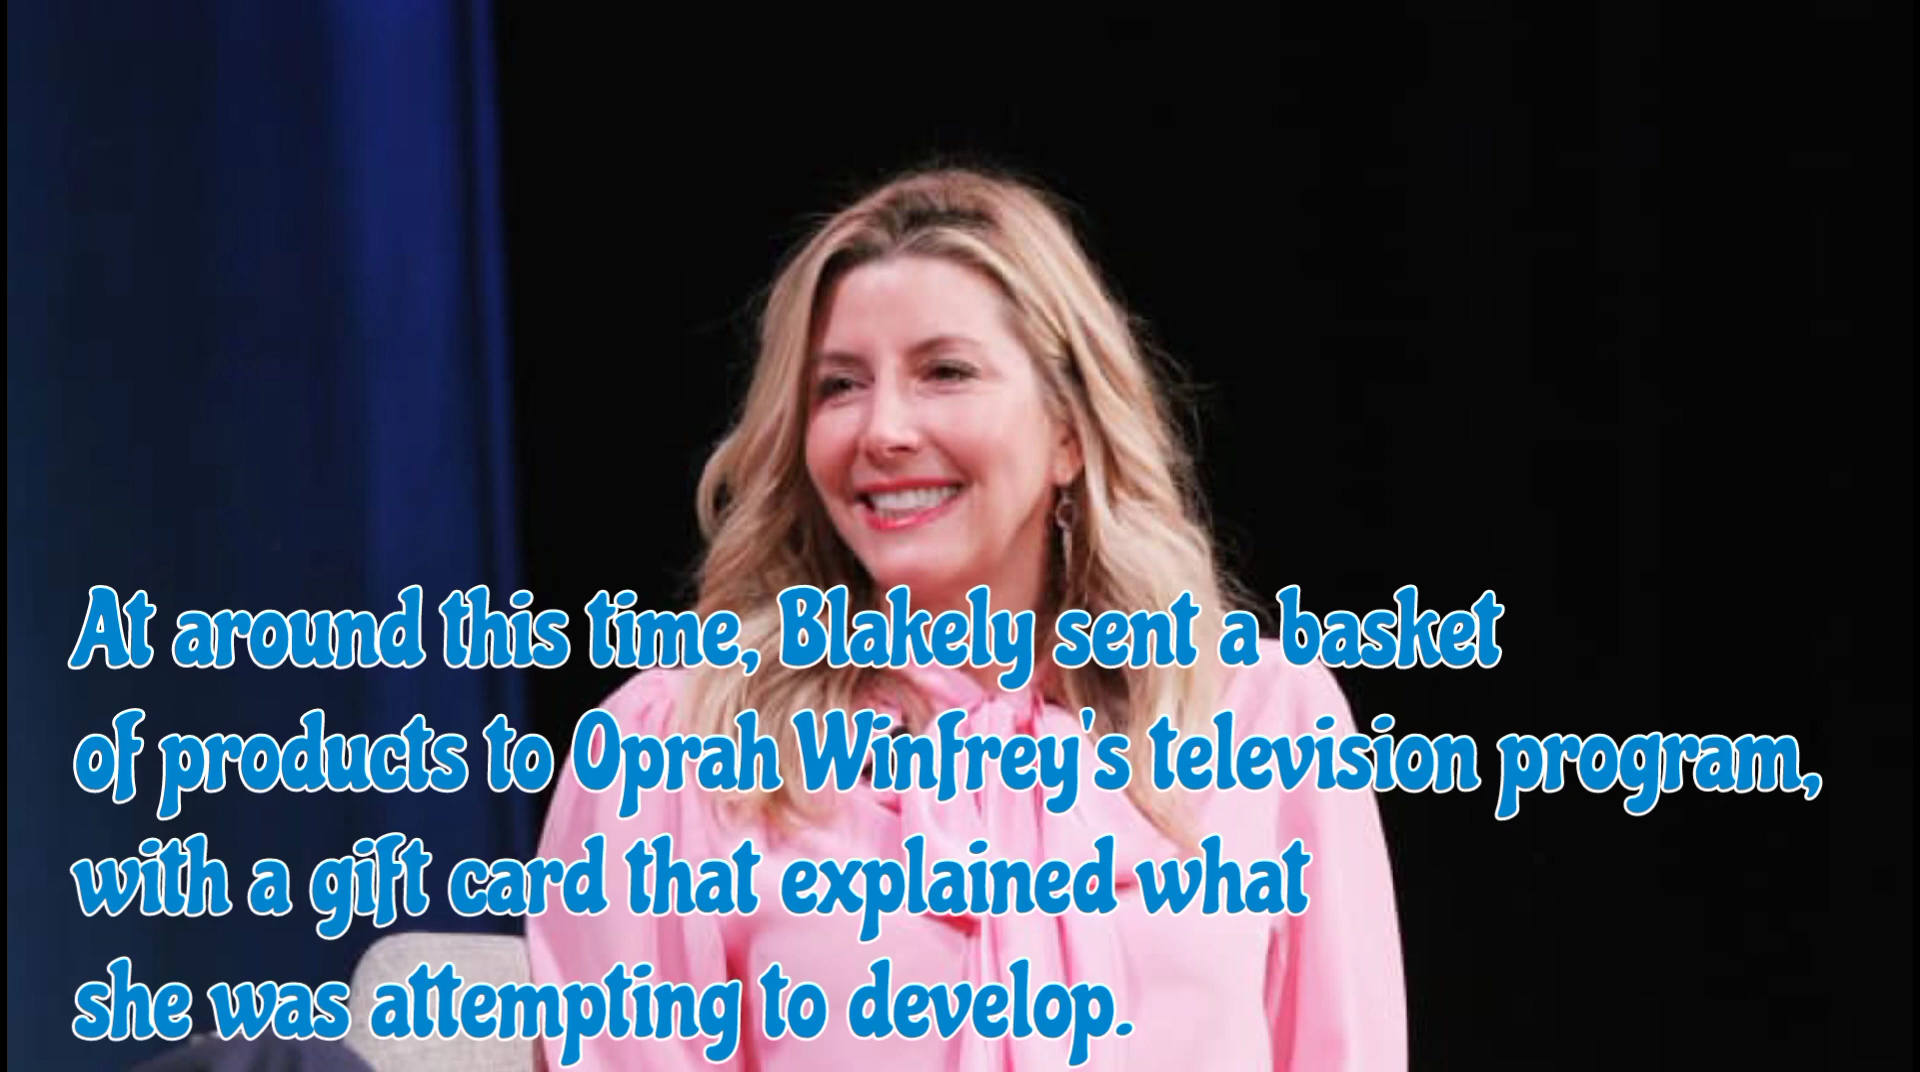 At around this time, Blakely sent a basket
of products to Oprah Winfrey's television program,
with a gift card that explained what
she was attempting to develop.